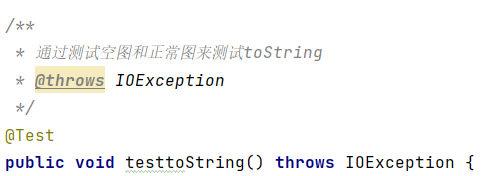 /**
 * 通过测试空图和正常图来测试toString
 * @throws IOException
 */
@Test
public void testtoString() throws IOException {